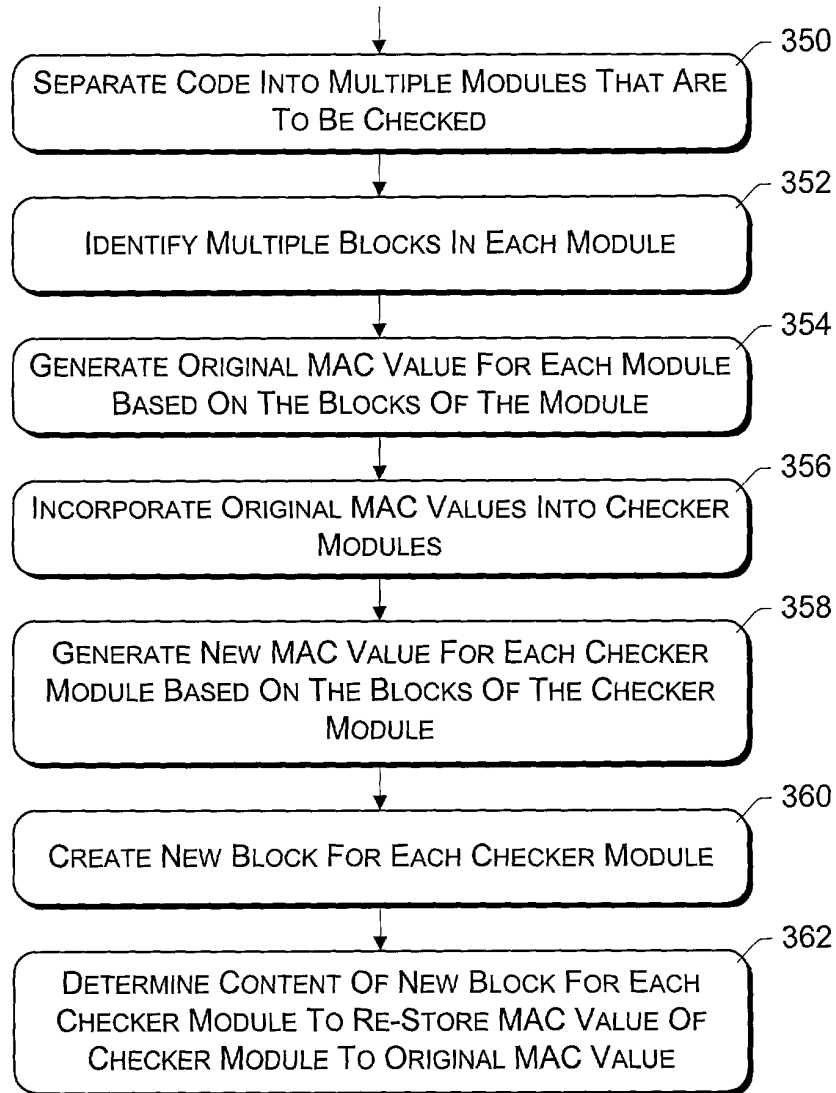 350
SEPARATE CODE INTO MULTIPLE MODULES THAT ARE
TO BE CHECKED
352
IDENTIFY MULTIPLE BLOCKS IN EACH MODULE
354
GENERATE ORIGINAL MAC VALUE FOR EACH MODULE
BASED ON THE BLOCKS OF THE MODULE
356
INCORPORATE ORIGINAL MAC VALUES INTO CHECKER
MODULES
358
GENERATE NEW MAC VALUE FOR EACH CHECKER
MODULE BASED ON THE BLOCKS OF THE CHECKER
MODULE
360
CREATE NEW BLOCK FOR EACH CHECKER MODULE
362
DETERMINE CONTENT OF NEW BLOCK FOR EACH
CHECKER MODULE TO RE-STORE MAC VALUE OF
CHECKER MODULE TO ORIGINAL MAC VALUE